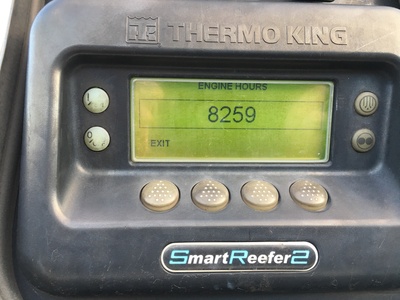 THERMO KING
ENGINE HOURS
8259
EXIT
SmartReefer2